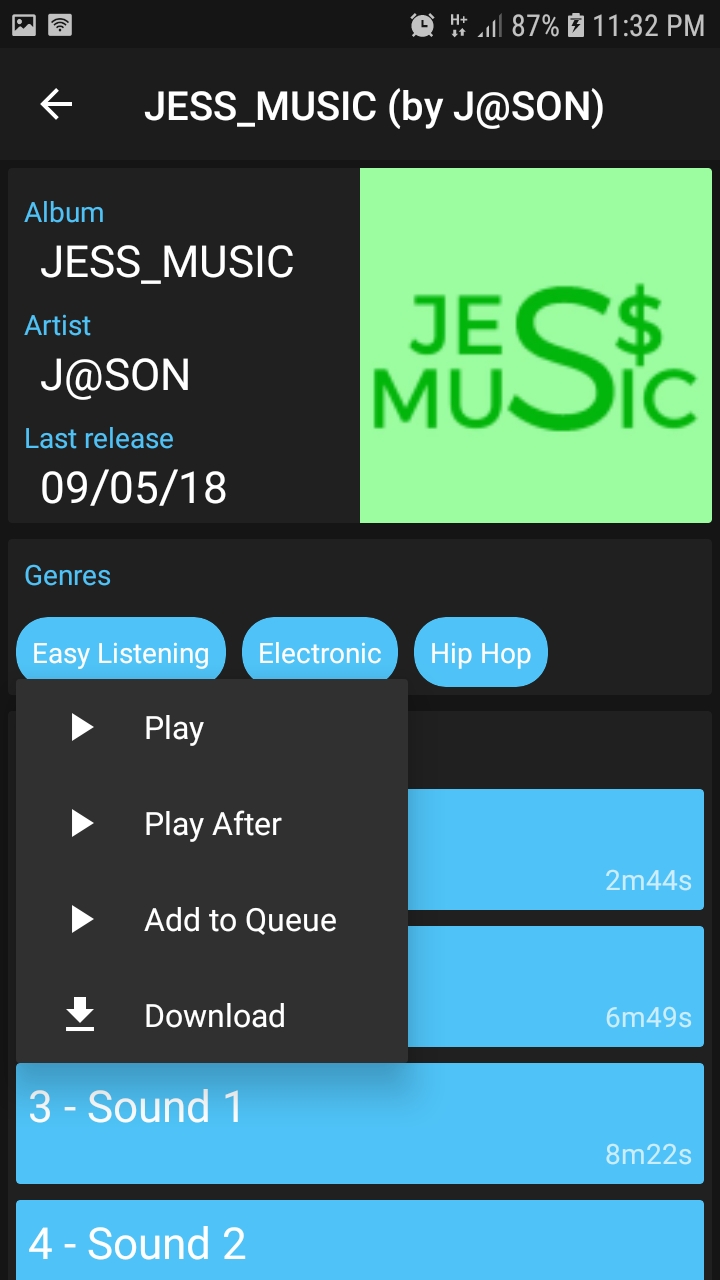 H+ 87% 11:32 PM
JESS_MUSIC (by J@SON)
Album
JESS_MUSIC
Artist
J@SON
Last release
09/05/18
JES$
MUSIC
Genres
Easy Listening Electronic Hip Hop
Play
Play After
2m44s
Add to Queue
6m49s
Download
3 - Sound 1
8m22s
4 - Sound 2